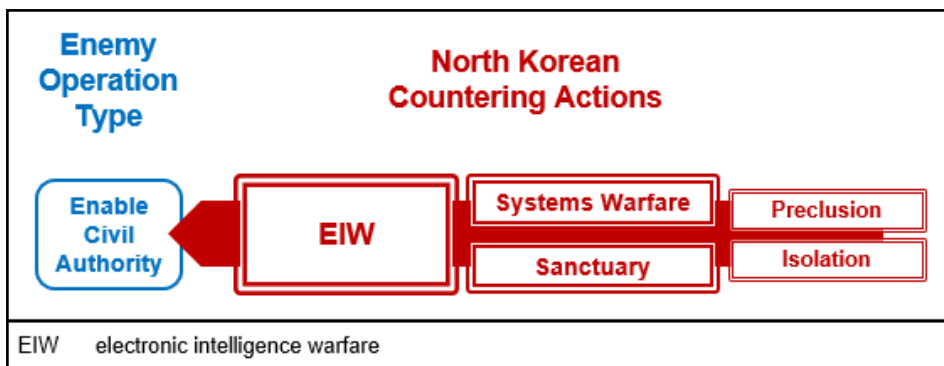 Enemy
Operation
Type
North Korean
Countering Actions
Enable
Civil
Authority
EIW
Systems Warfare
Sanctuary
Preclusion
Isolation
EIW electronic intelligence warfare